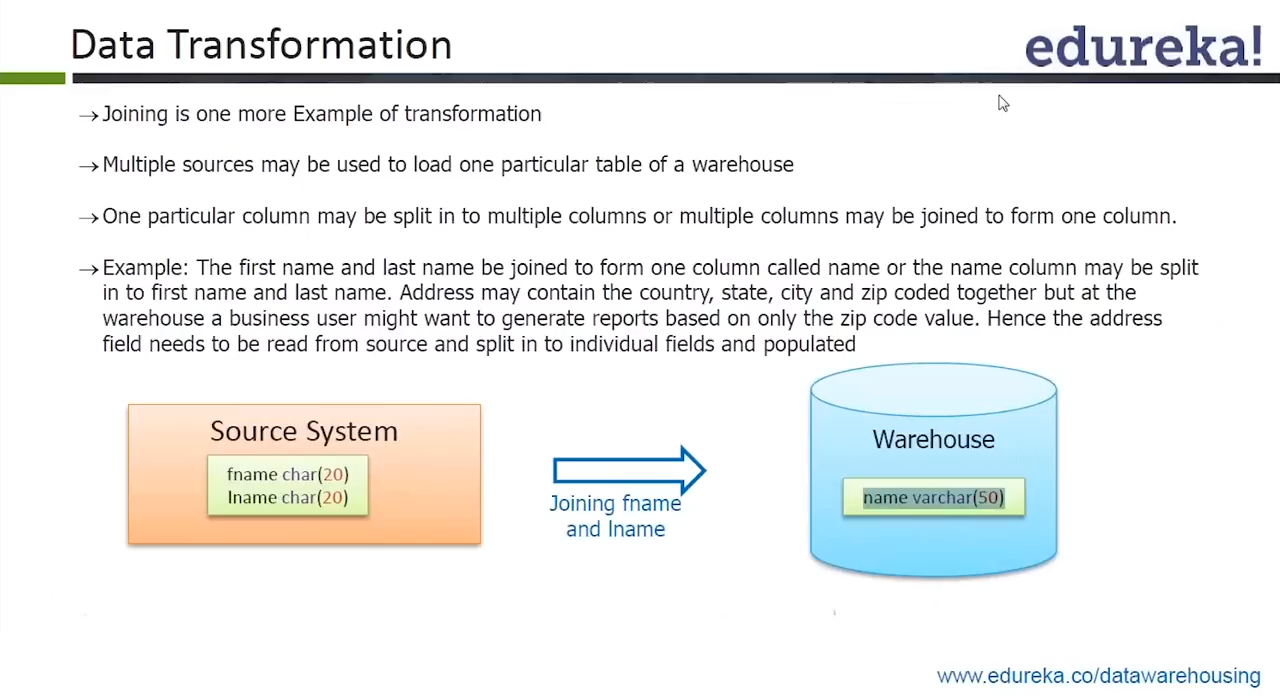 Data Transformation
edureka!
→Joining is one more Example of transformation
→Multiple sources may be used to load one particular table of a warehouse
→One particular column may be split in to multiple columns or multiple columns may be joined to form one column.
→Example: The first name and last name be joined to form one column called name or the name column may be split
in to first name and last name. Address may contain the country, state, city and zip coded together but at the
warehouse a business user might want to generate reports based on only the zip code value. Hence the address
field needs to be read from source and split in to individual fields and populated
Source System
fname char(20)
lname char(20)
Joining fname
and lname
Warehouse
name varchar(50)
www.edureka.co/datawarehousing